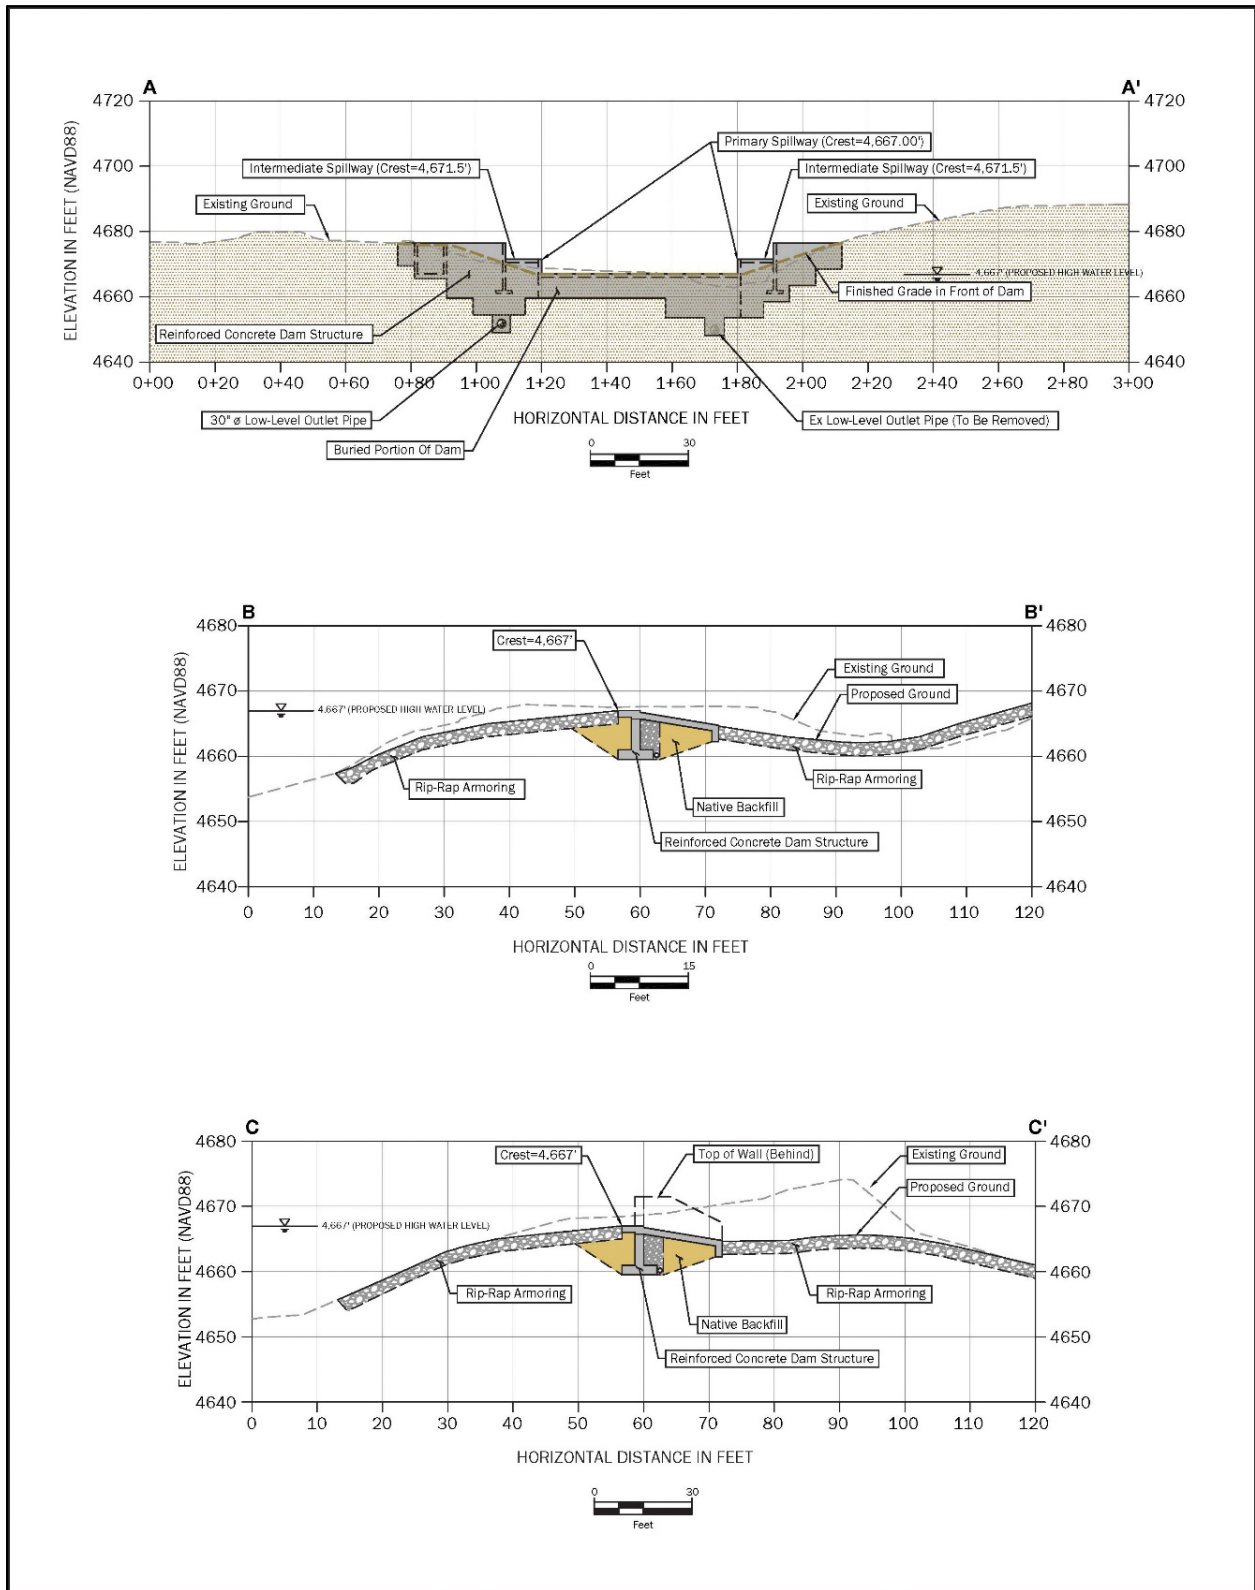 A A'
4720 4720
Primary Spillway (Crest=4,667.00')
4700 Intermediate Spillway (Crest=4,671.5') Intermediate Spillway (Crest=4,671.5') 4700
Existing Ground Existing Ground
4680 4680
4,667' (PROPOSED HIGH WATER LEVEL)
4660 Finished Grade in Front of Dam 4660
Reinforced Concrete Dam Structure
4640 4640
ELEVATION IN FEET (NAVD88)
0+00 0+20 0+40 0+60 0+80 1+00 1+20 1+40 1+60 1+80 2+00 2+20 2+40 2+60 2+80 3+00
30" ø Low-Level Outlet Pipe HORIZONTAL DISTANCE IN FEET Ex Low-Level Outlet Pipe (To Be Removed)
Buried Portion Of Dam
0 30
Feet
B B'
4680 4680
Crest=4,667'
Existing Ground
4670 Proposed Ground 4670
4,667' (PROPOSED HIGH WATER LEVEL)
4660 4660
Rip-Rap Armoring Rip-Rap Armoring
Native Backfill
4650 4650
Reinforced Concrete Dam Structure
4640 4640
ELEVATION IN FEET (NAVD88)
0 10 20 30 40 50 60 70 80 90 100 110 120
HORIZONTAL DISTANCE IN FEET
0 15
Feet
C C'
4680 4680
Crest=4.667' Top of Wall (Behind) Existing Ground
Proposed Ground
4670 4670
4,667' (PROPOSED HIGH WATER LEVEL)
4660 4660
Rip-Rap Armoring Rip-Rap Armoring
Native Backfill
4650 4650
Reinforced Concrete Dam Structure
4640 4640
ELEVATION IN FEET (NAVD88)
0 10 20 30 40 50 60 70 80 90 100 110 120
HORIZONTAL DISTANCE IN FEET
0 30
Feet